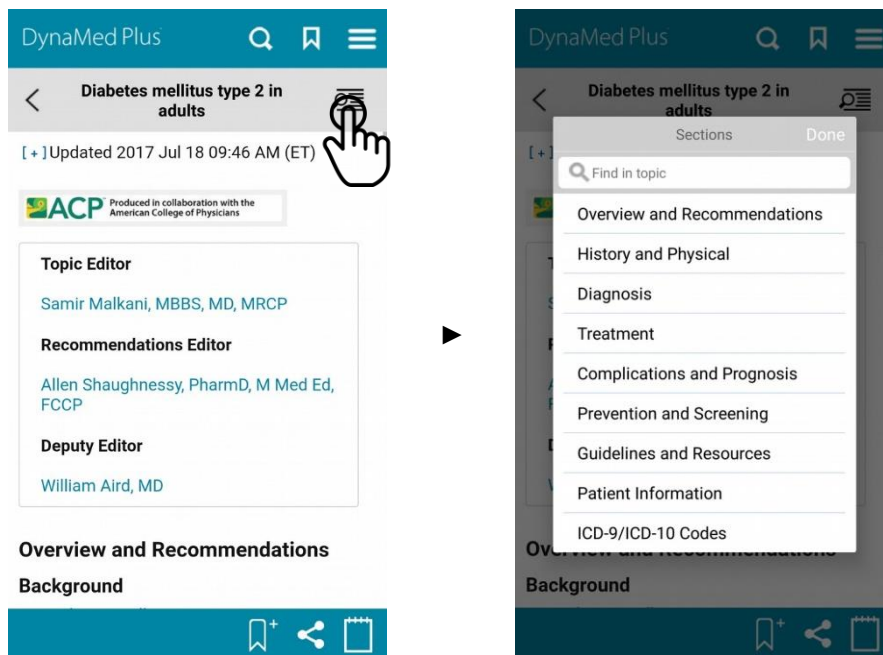 DynaMed Plus
Diabetes mellitus type 2 in
adults
[+] Updated 2017 Jul 18 09:46 AM (ET)
ACP Produced in collaboration with the
American College of Physicians
Topic Editor
Samir Malkani, MBBS, MD, MRCP
Recommendations Editor
Allen Shaughnessy, PharmD, M Med Ed,
FCCP
Deputy Editor
William Aird, MD
Overview and Recommendations
Background
DynaMed Plus
Diabetes mellitus type 2 in
adults
[+]
Sections Done
Find in topic
Overview and Recommendations
History and Physical
Diagnosis
Treatment
Complications and Prognosis
Prevention and Screening
Guidelines and Resources
Patient Information
ICD-9/ICD-10 Codes
Overview and Recommendations
Background